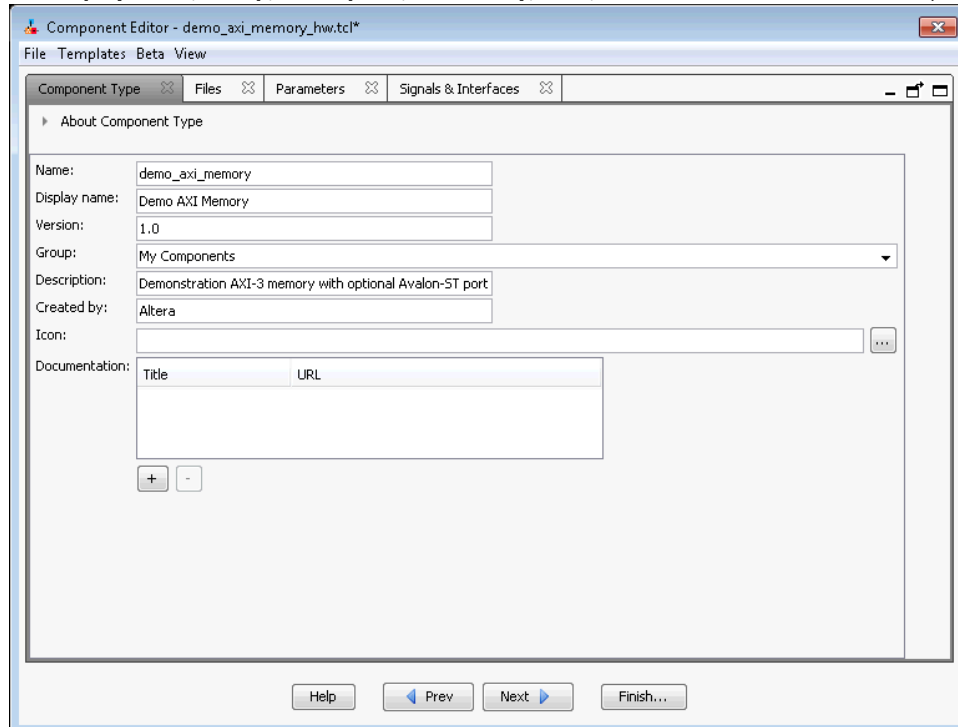 Component Editor - demo_axi_memory_hw.tcl*
File Templates Beta View
Component Type Files Parameters Signals & Interfaces
About Component Type
Name: demo_axi_memory
Display name: Demo AXI Memory
Version: 1.0
Group: My Components
Description: Demonstration AXI-3 memory with optional Avalon-ST port
Created by: Altera
Icon: ...
Documentation: Title URL
+ -
Help Prev Next Finish...